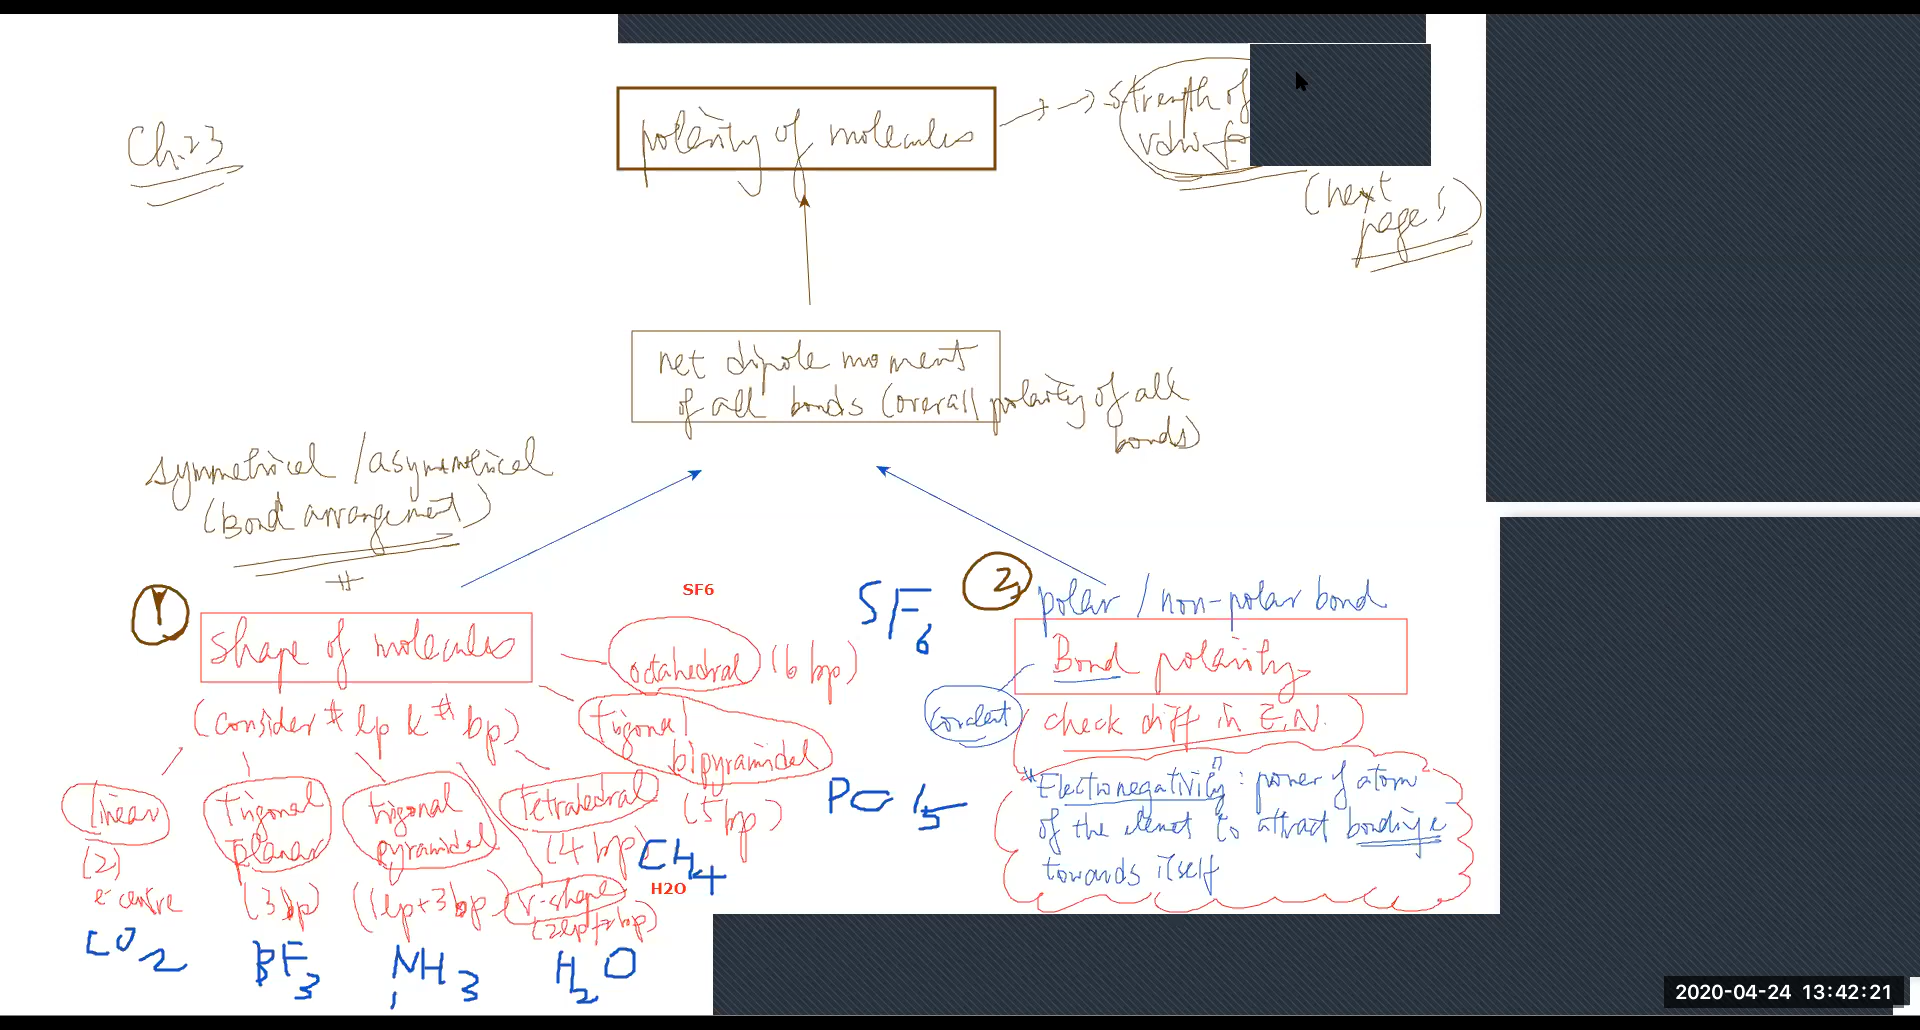 Ch.23
polarity of molecules
strength of
(next
page!)
net dipole moment
of all bonds (overall polarity of all
bonds)
symmetrical / asymmetrical
(bond arrangement)
1
shape of molecules
(consider # lp & # bp)
SF6
octahedral (6 bp)
SF6
trigonal
bipyramidal
(5 bp)
PCl5
linear
(2)
e⁻ centre
CO2
trigonal
planar
(3 bp)
BF3
trigonal
pyramidal
(1 lp + 3 bp)
NH3
Tetrahedral
(4 bp)
CH4
H2O
v-shape
(2lp+2bp)
H2O
2
polar / non-polar bond
Bond polarity
covalent
(check diff in E.N.)
"Electronegativity": power of atom
of the element to attract bonding e⁻
towards itself
2020-04-24 13:42:21